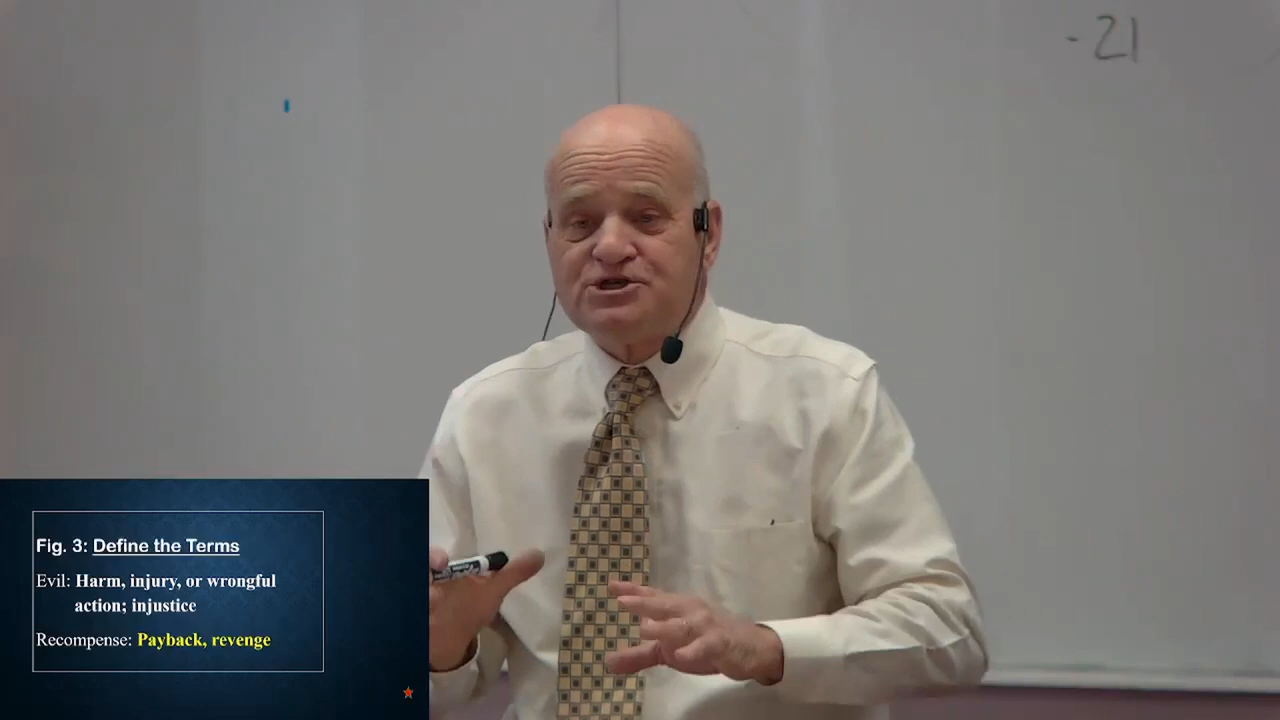 -21
Fig. 3: Define the Terms
Evil: Harm, injury, or wrongful
action; injustice
Recompense: Payback, revenge